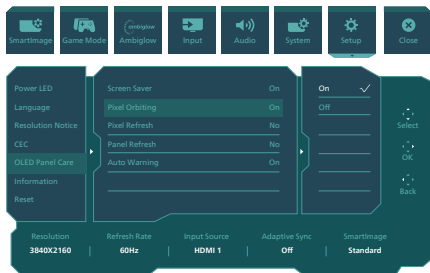 SmartImage
Game Mode
ambiglow
Ambiglow
Input
Audio
System
Setup
Close
Power LED
Language
Resolution Notice
CEC
OLED Panel Care
Information
Reset
Screen Saver On
Pixel Orbiting On
Pixel Refresh No
Panel Refresh No
Auto Warning On
On
Off
Select
OK
Back
Resolution Refresh Rate Input Source Adaptive Sync SmartImage
3840X2160 60Hz HDMI 1 Off Standard